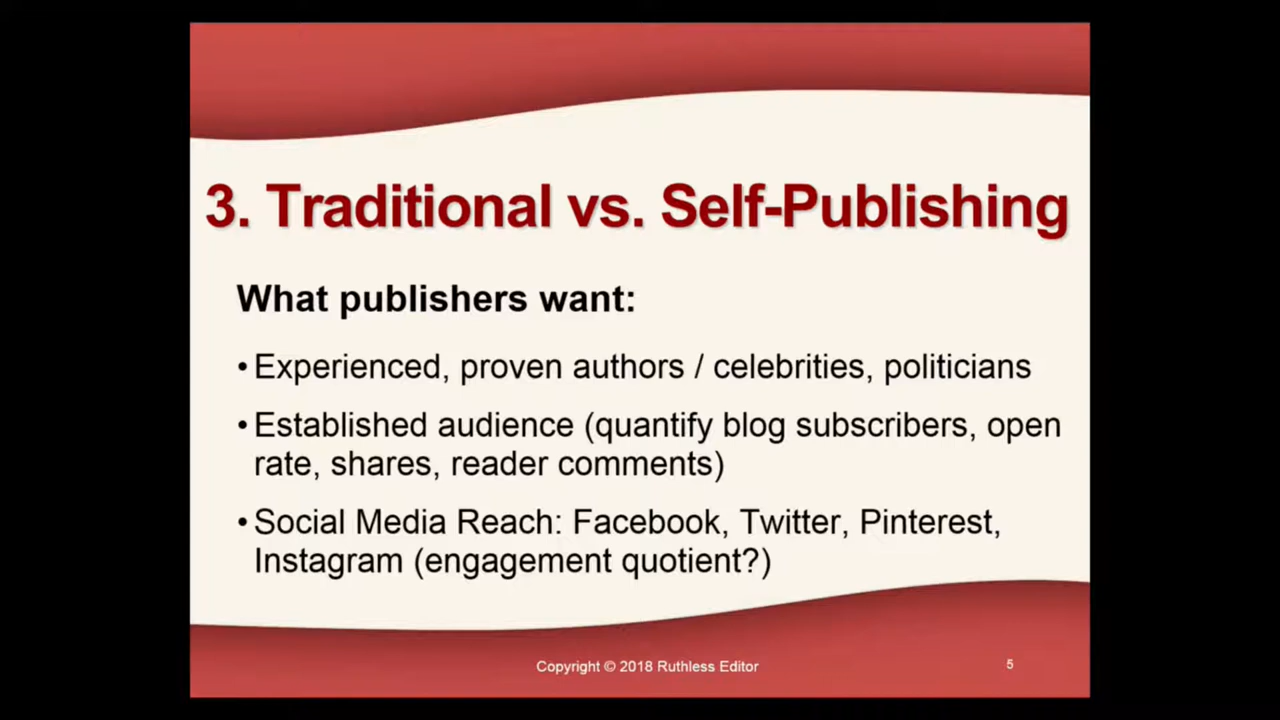 3. Traditional vs. Self-Publishing
What publishers want:
• Experienced, proven authors / celebrities, politicians
• Established audience (quantify blog subscribers, open
rate, shares, reader comments)
• Social Media Reach: Facebook, Twitter, Pinterest,
Instagram (engagement quotient?)
Copyright © 2018 Ruthless Editor
5